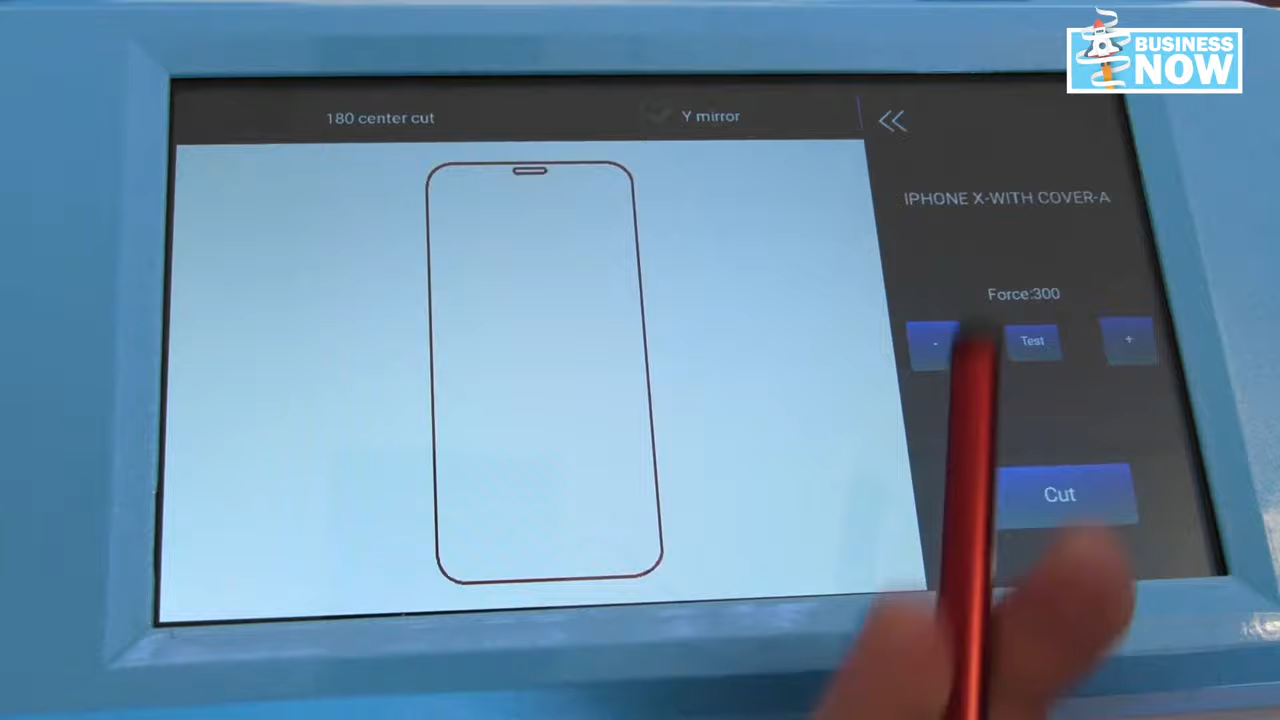 BUSINESS
NOW
180 center cut
Y mirror
IPHONE X-WITH COVER-A
Force:300
-
Test
+
Cut